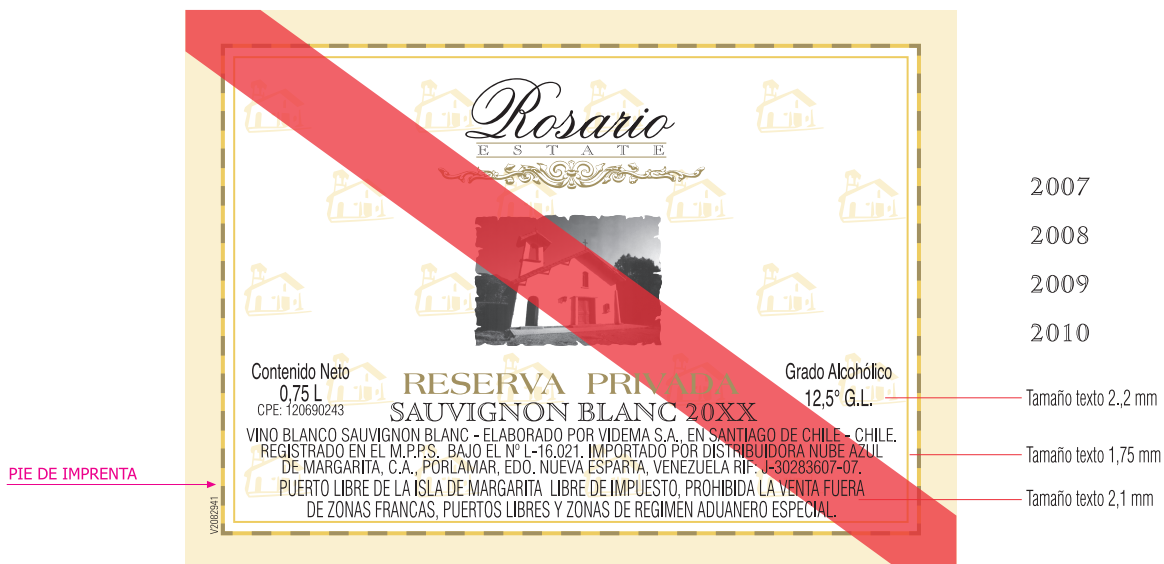 Rosario
ESTATE
2007
2008
2009
2010
Contenido Neto
0,75 L
CPE: 120690243
RESERVA PRIVADA
SAUVIGNON BLANC 20XX
Grado Alcohólico
12,5° G.L.
Tamaño texto 2.,2 mm
VINO BLANCO SAUVIGNON BLANC - ELABORADO POR VIDEMA S.A., EN SANTIAGO DE CHILE - CHILE.
REGISTRADO EN EL M.P.P.S. BAJO EL Nº L-16.021. IMPORTADO POR DISTRIBUIDORA NUBE AZUL
DE MARGARITA, C.A., PORLAMAR, EDO. NUEVA ESPARTA, VENEZUELA RIF: J-30283607-07.
Tamaño texto 1,75 mm
PUERTO LIBRE DE LA ISLA DE MARGARITA LIBRE DE IMPUESTO, PROHIBIDA LA VENTA FUERA
DE ZONAS FRANCAS, PUERTOS LIBRES Y ZONAS DE REGIMEN ADUANERO ESPECIAL.
Tamaño texto 2,1 mm
PIE DE IMPRENTA
V2082941